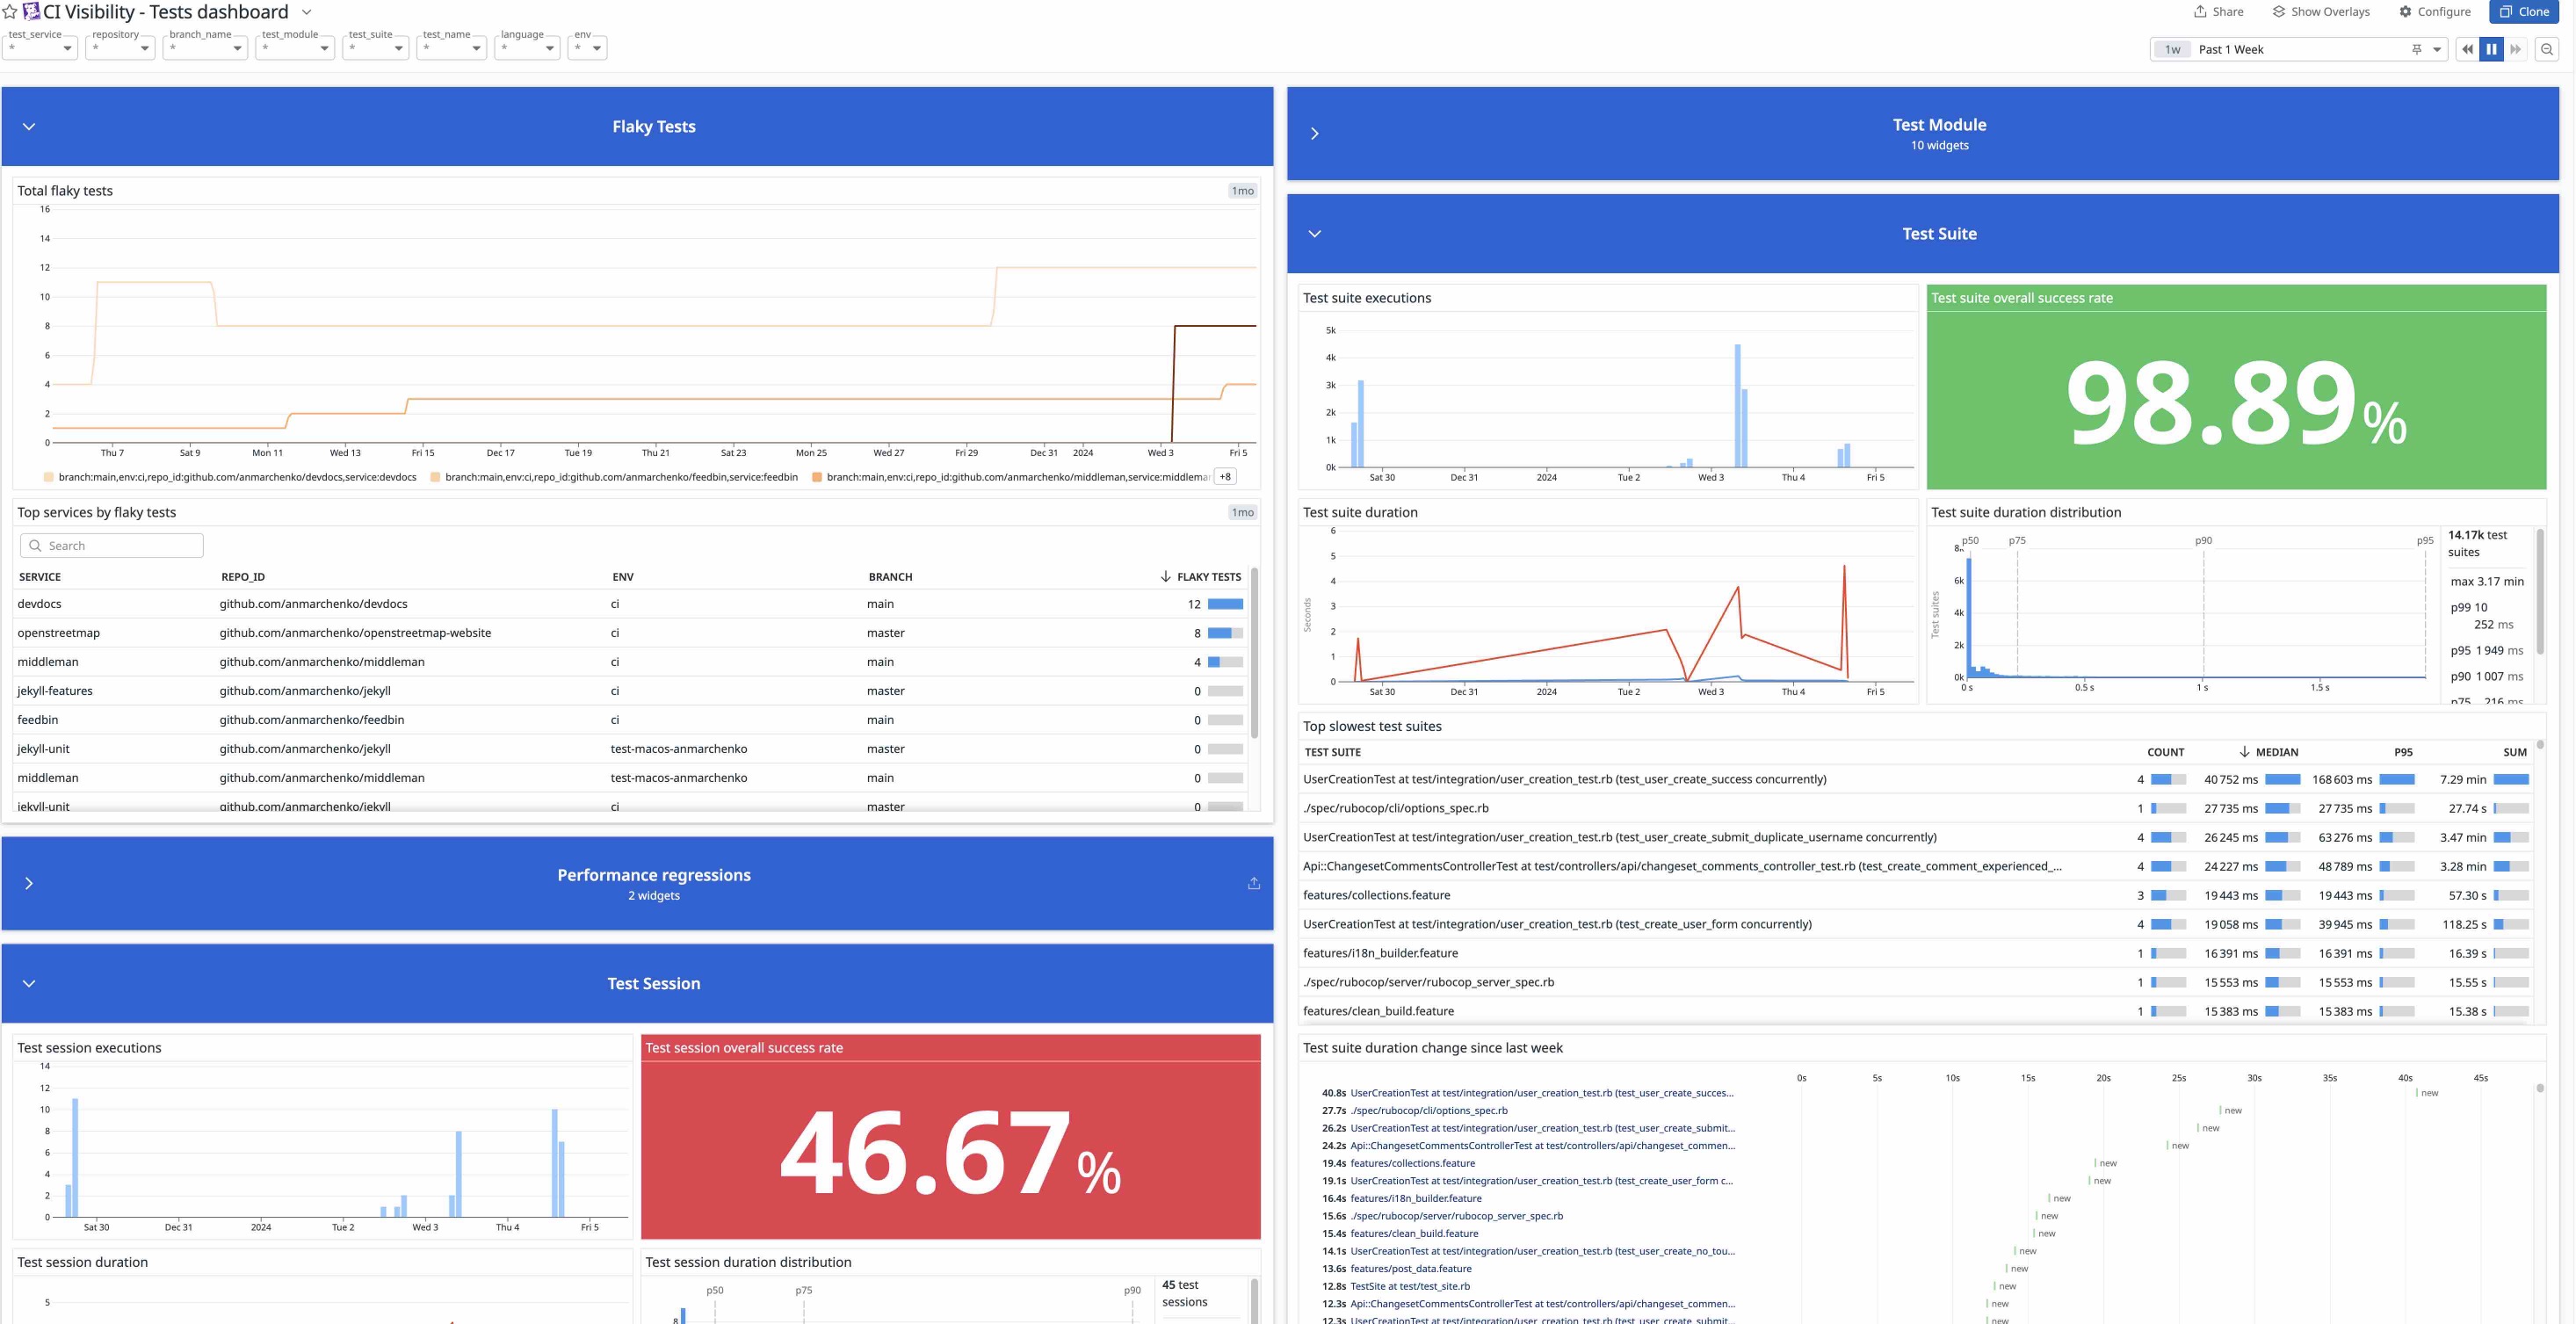 CI Visibility - Tests dashboard
Share
Show Overlays
Configure
Clone
test_service
*
repository
*
branch_name
*
test_module
*
test_suite
*
test_name
*
language
*
env
*
1w Past 1 Week
Flaky Tests
Total flaky tests
1mo
16
14
12
10
8
6
4
2
0
Thu 7 Sat 9 Mon 11 Wed 13 Fri 15 Dec 17 Tue 19 Thu 21 Sat 23 Mon 25 Wed 27 Fri 29 Dec 31 2024 Wed 3 Fri 5
branch:main,env:ci,repo_id:github.com/anmarchenko/devdocs,service:devdocs branch:main,env:ci,repo_id:github.com/anmarchenko/feedbin,service:feedbin branch:main,env:ci,repo_id:github.com/anmarchenko/middleman,service:middlema +8
Top services by flaky tests
1mo
Search
SERVICE REPO_ID ENV BRANCH FLAKY TESTS
devdocs github.com/anmarchenko/devdocs ci main 12
openstreetmap github.com/anmarchenko/openstreetmap-website ci master 8
middleman github.com/anmarchenko/middleman ci main 4
jekyll-features github.com/anmarchenko/jekyll ci master 0
feedbin github.com/anmarchenko/feedbin ci main 0
jekyll-unit github.com/anmarchenko/jekyll test-macos-anmarchenko master 0
middleman github.com/anmarchenko/middleman test-macos-anmarchenko main 0
jekyll-unit github.com/anmarchenko/jekyll ci master 0
Performance regressions
2 widgets
Test Session
Test session executions
14
12
10
8
6
4
2
0
Sat 30 Dec 31 2024 Tue 2 Wed 3 Thu 4 Fri 5
Test session overall success rate
46.67%
Test session duration
5
Test session duration distribution
p50 p75 p90
8
45 test
sessions
Test Module
10 widgets
Test Suite
Test suite executions
5k
4k
3k
2k
1k
0k
Sat 30 Dec 31 2024 Tue 2 Wed 3 Thu 4 Fri 5
Test suite overall success rate
98.89%
Test suite duration
Seconds
6
5
4
3
2
1
0
Sat 30 Dec 31 2024 Tue 2 Wed 3 Thu 4 Fri 5
Test suite duration distribution
p50 p75 p90 p95
Test suites
6k
4k
2k
0k
0 s 0.5 s 1 s 1.5 s
14.17k test
suites
max 3.17 min
p99 10
252 ms
p95 1 949 ms
p90 1 007 ms
p75 216 ms
Top slowest test suites
TEST SUITE COUNT MEDIAN P95 SUM
UserCreationTest at test/integration/user_creation_test.rb (test_user_create_success concurrently) 4 40 752 ms 168 603 ms 7.29 min
./spec/rubocop/cli/options_spec.rb 1 27 735 ms 27 735 ms 27.74 s
UserCreationTest at test/integration/user_creation_test.rb (test_user_create_submit_duplicate_username concurrently) 4 26 245 ms 63 276 ms 3.47 min
Api::ChangesetCommentsControllerTest at test/controllers/api/changeset_comments_controller_test.rb (test_create_comment_experienced_... 4 24 227 ms 48 789 ms 3.28 min
features/collections.feature 3 19 443 ms 19 443 ms 57.30 s
UserCreationTest at test/integration/user_creation_test.rb (test_create_user_form concurrently) 4 19 058 ms 39 945 ms 118.25 s
features/i18n_builder.feature 1 16 391 ms 16 391 ms 16.39 s
./spec/rubocop/server/rubocop_server_spec.rb 1 15 553 ms 15 553 ms 15.55 s
features/clean_build.feature 1 15 383 ms 15 383 ms 15.38 s
Test suite duration change since last week
0s 5s 10s 15s 20s 25s 30s 35s 40s 45s
40.8s UserCreationTest at test/integration/user_creation_test.rb (test_user_create_succes... new
27.7s ./spec/rubocop/cli/options_spec.rb new
26.2s UserCreationTest at test/integration/user_creation_test.rb (test_user_create_submit... new
24.2s Api::ChangesetCommentsControllerTest at test/controllers/api/changeset_commen... new
19.4s features/collections.feature new
19.1s UserCreationTest at test/integration/user_creation_test.rb (test_create_user_form c... new
16.4s features/i18n_builder.feature new
15.6s ./spec/rubocop/server/rubocop_server_spec.rb new
15.4s features/clean_build.feature new
14.1s UserCreationTest at test/integration/user_creation_test.rb (test_user_create_no_tou... new
13.6s features/post_data.feature new
12.8s TestSite at test/test_site.rb new
12.3s Api::ChangesetCommentsControllerTest at test/controllers/api/changeset_commen... new
12.3s UserCreationTest at test/integration/user_creation_test.rb (test_user_create_submit... new